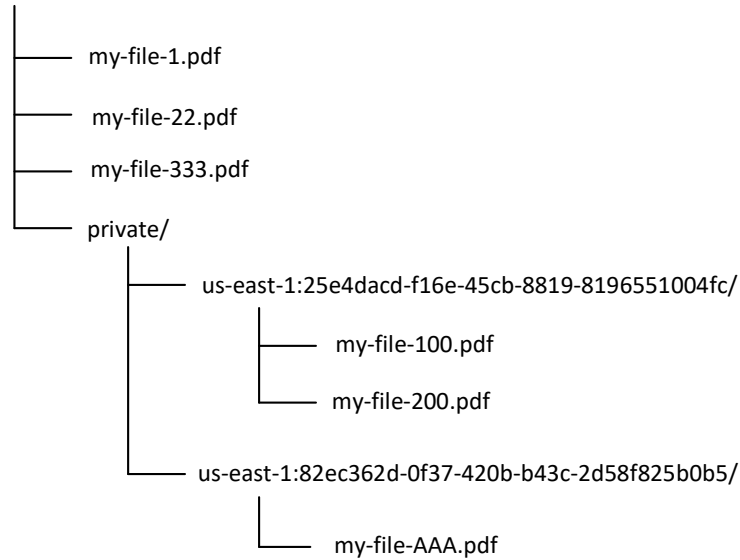 my-file-1.pdf
my-file-22.pdf
my-file-333.pdf
private/
us-east-1:25e4dacd-f16e-45cb-8819-8196551004fc/
my-file-100.pdf
my-file-200.pdf
us-east-1:82ec362d-0f37-420b-b43c-2d58f825b0b5/
my-file-AAA.pdf